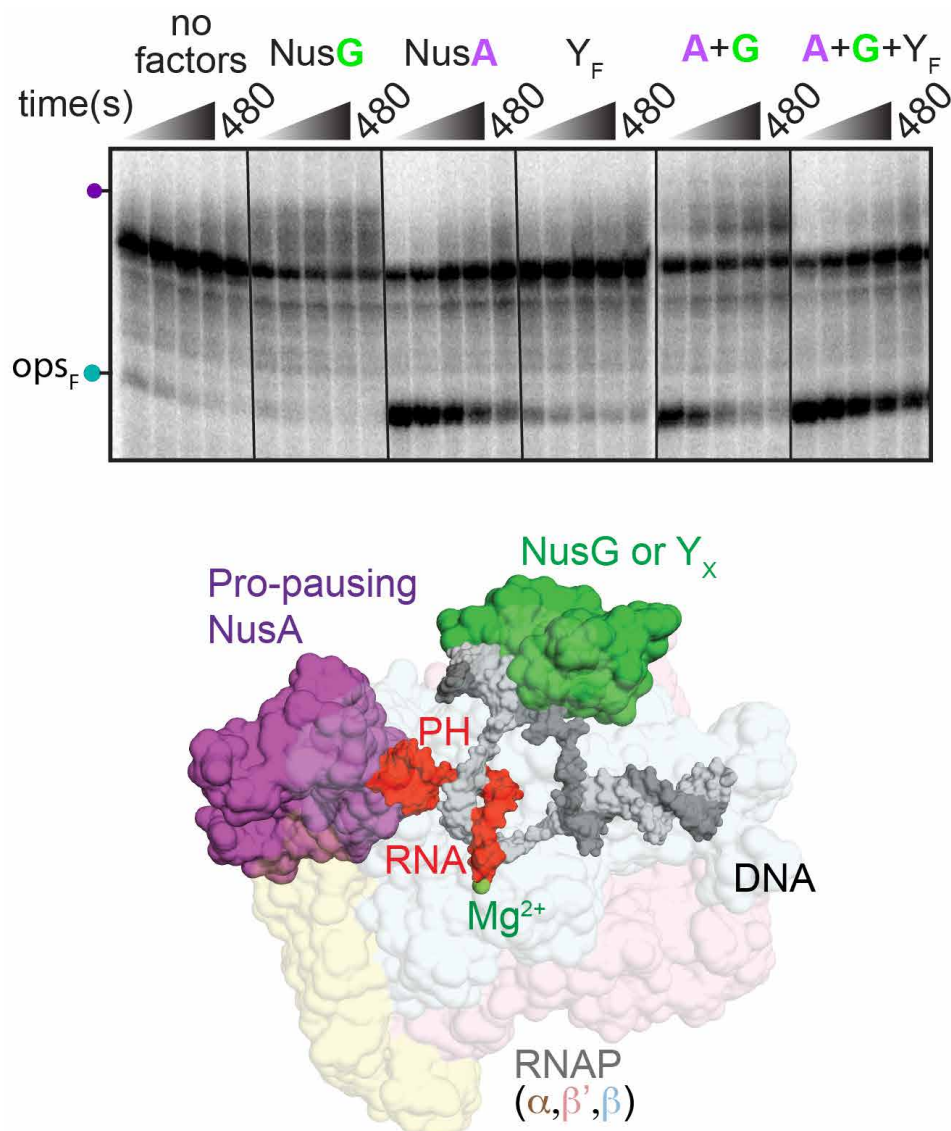 no
factors
NusG
NusA
Y_F
A+G
A+G+Y_F
time(s)
480
480
480
480
480
480
ops_F
NusG or Y_X
Pro-pausing
NusA
PH
RNA
DNA
Mg²⁺
RNAP
(α,β',β)